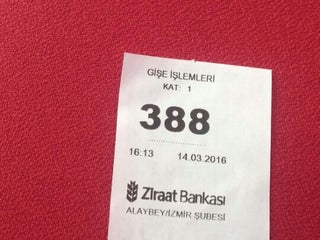 GİŞE İŞLEMLERİ
KAT: 1
388
16:13 14.03.2016
Ziraat Bankası
ALAYBEY/İZMİR ŞUBESİ